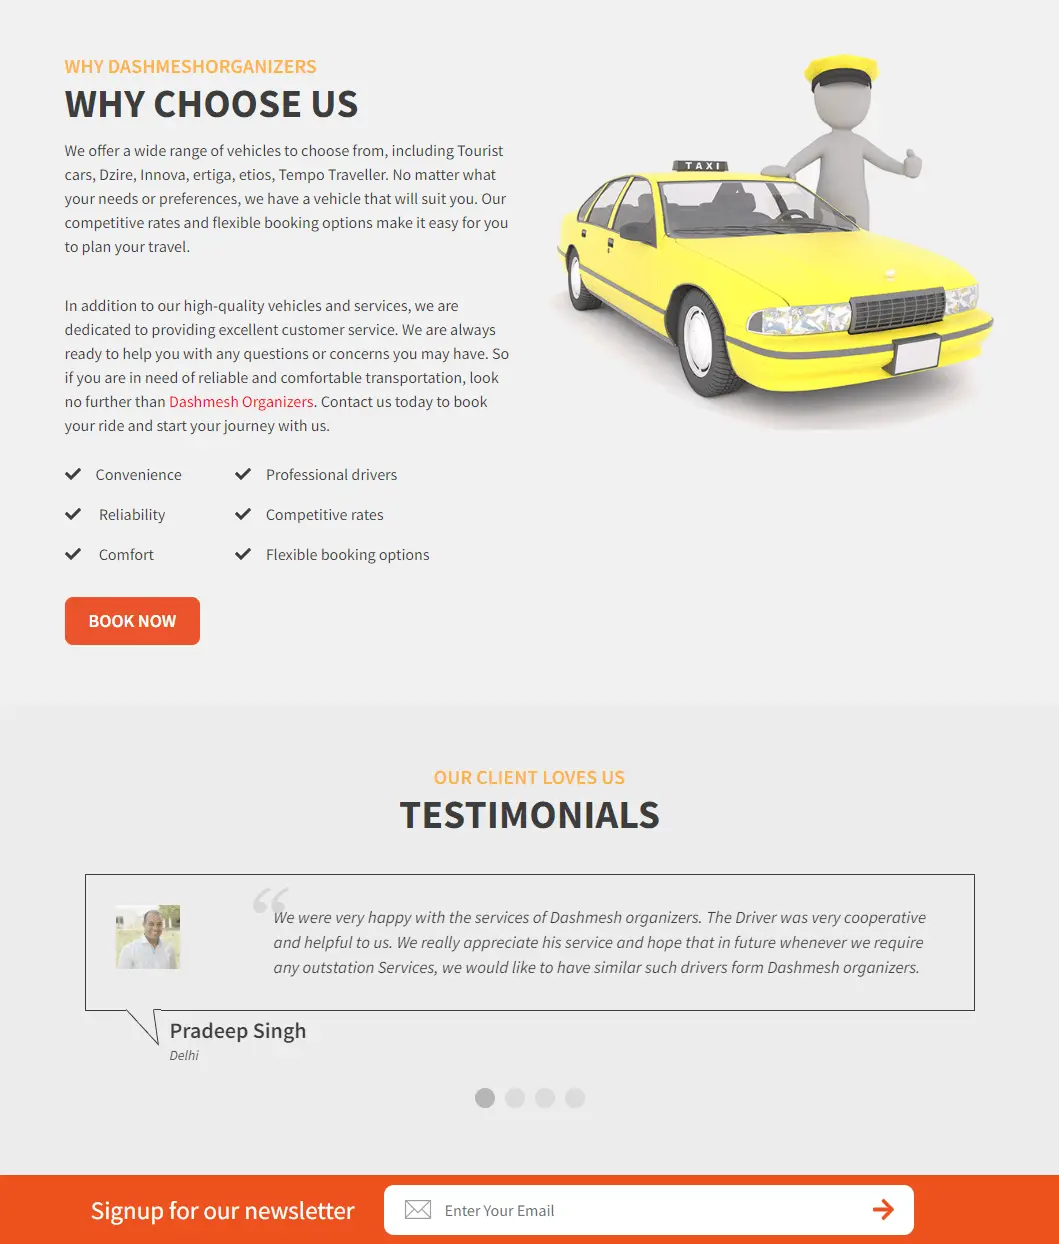 WHY DASHMESHORGANIZERS
WHY CHOOSE US
We offer a wide range of vehicles to choose from, including Tourist
cars, Dzire, Innova, ertiga, etios, Tempo Traveller. No matter what
your needs or preferences, we have a vehicle that will suit you. Our
competitive rates and flexible booking options make it easy for you
to plan your travel.
TAXI
In addition to our high-quality vehicles and services, we are
dedicated to providing excellent customer service. We are always
ready to help you with any questions or concerns you may have. So
if you are in need of reliable and comfortable transportation, look
no further than Dashmesh Organizers. Contact us today to book
your ride and start your journey with us.
Convenience
Reliability
Comfort
Professional drivers
Competitive rates
Flexible booking options
BOOK NOW
OUR CLIENT LOVES US
TESTIMONIALS
“
We were very happy with the services of Dashmesh organizers. The Driver was very cooperative
and helpful to us. We really appreciate his service and hope that in future whenever we require
any outstation Services, we would like to have similar such drivers form Dashmesh organizers.
Pradeep Singh
Delhi
Signup for our newsletter
Enter Your Email